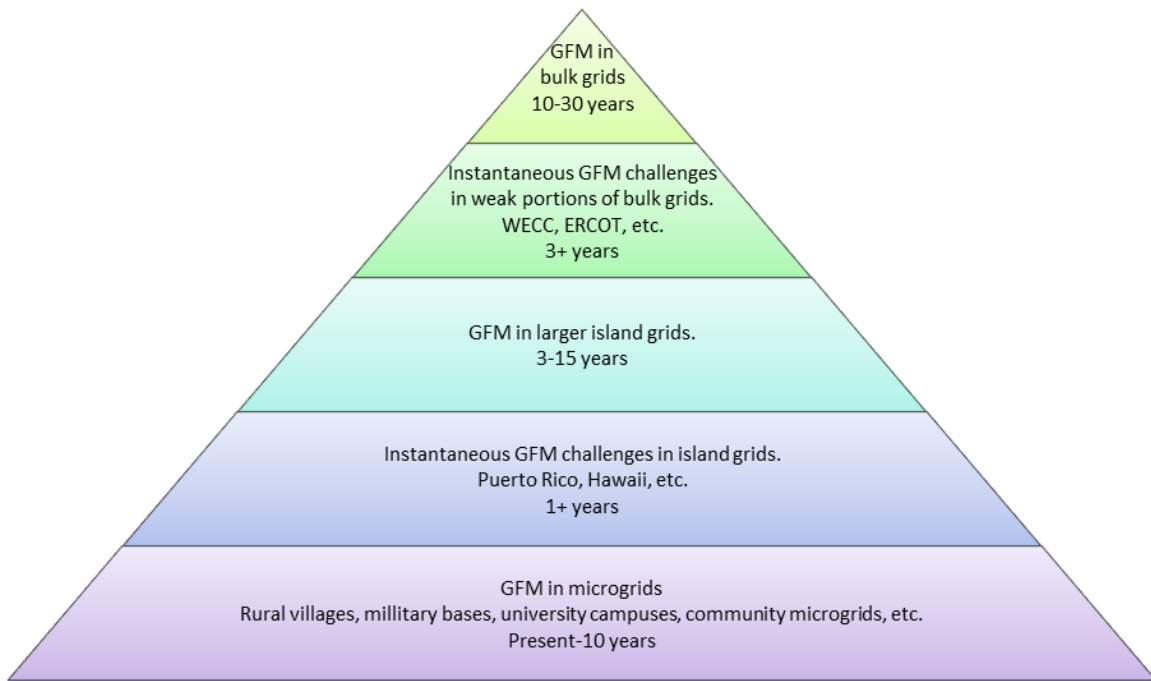 GFM in
bulk grids
10-30 years
Instantaneous GFM challenges
in weak portions of bulk grids.
WECC, ERCOT, etc.
3+ years
GFM in larger island grids.
3-15 years
Instantaneous GFM challenges in island grids.
Puerto Rico, Hawaii, etc.
1+ years
GFM in microgrids
Rural villages, millitary bases, university campuses, community microgrids, etc.
Present-10 years